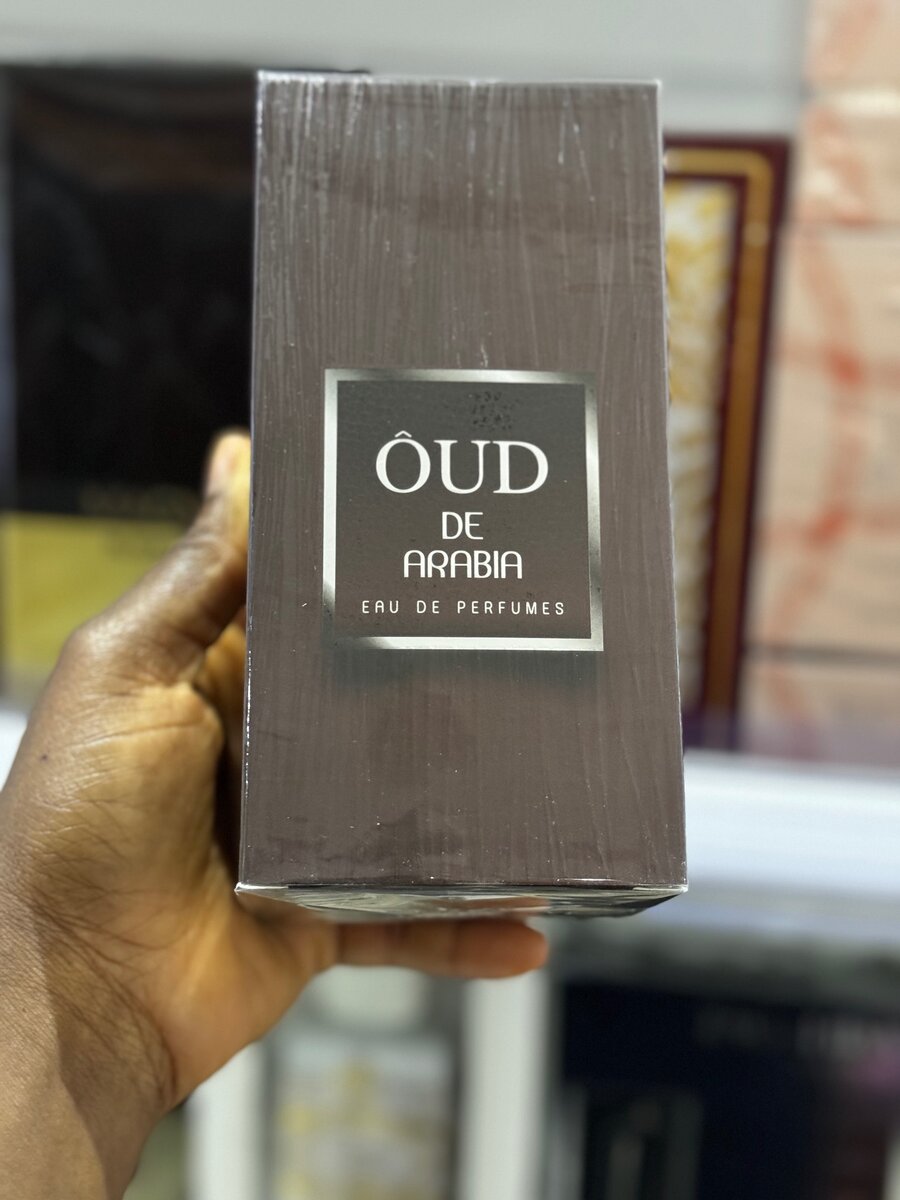 ÔUD
DE
ARABIA
EAU DE PERFUMES